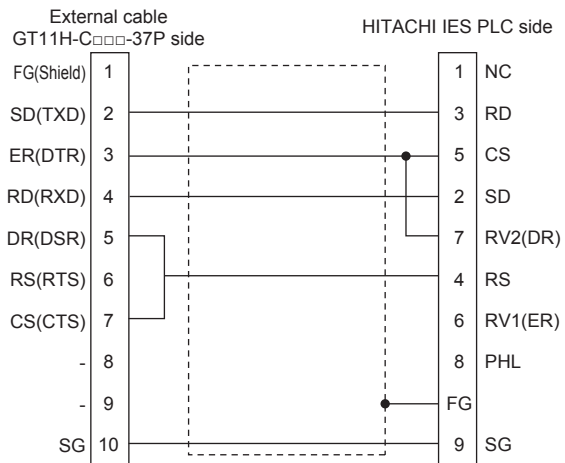 External cable
GT11H-C□□□-37P side
HITACHI IES PLC side
FG(Shield) 1 1 NC
SD(TXD) 2 3 RD
ER(DTR) 3 5 CS
RD(RXD) 4 2 SD
DR(DSR) 5 7 RV2(DR)
RS(RTS) 6 4 RS
CS(CTS) 7 6 RV1(ER)
- 8 8 PHL
- 9 FG
SG 10 9 SG